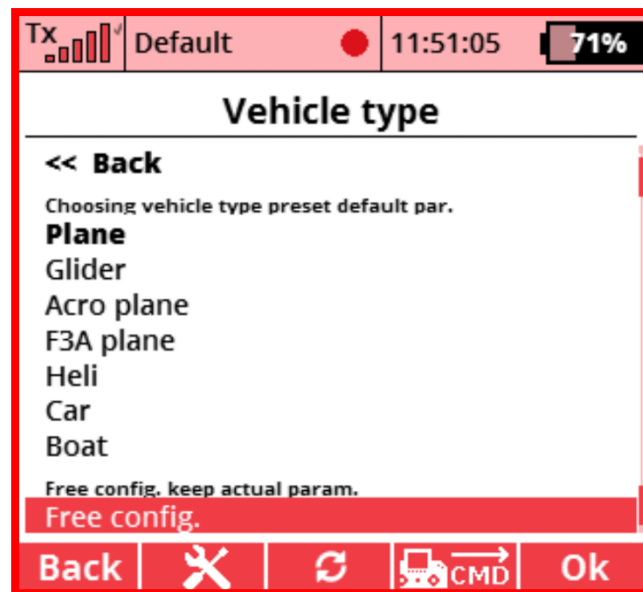 Tx Default 11:51:05 71%
Vehicle type
<< Back
Choosing vehicle type preset default par.
Plane
Glider
Acro plane
F3A plane
Heli
Car
Boat
Free config. keep actual param.
Free config.
Back CMD Ok